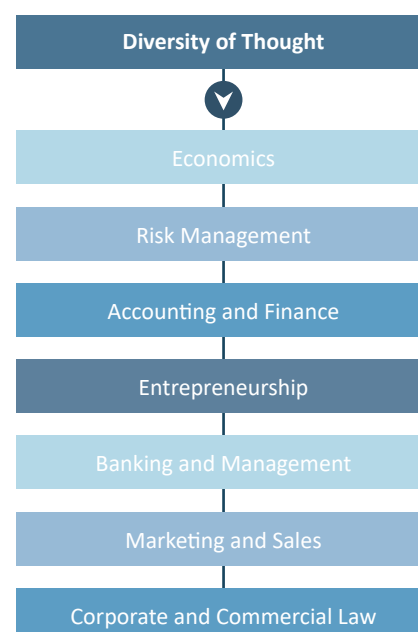 Diversity of Thought
Economics
Risk Management
Accounting and Finance
Entrepreneurship
Banking and Management
Marketing and Sales
Corporate and Commercial Law